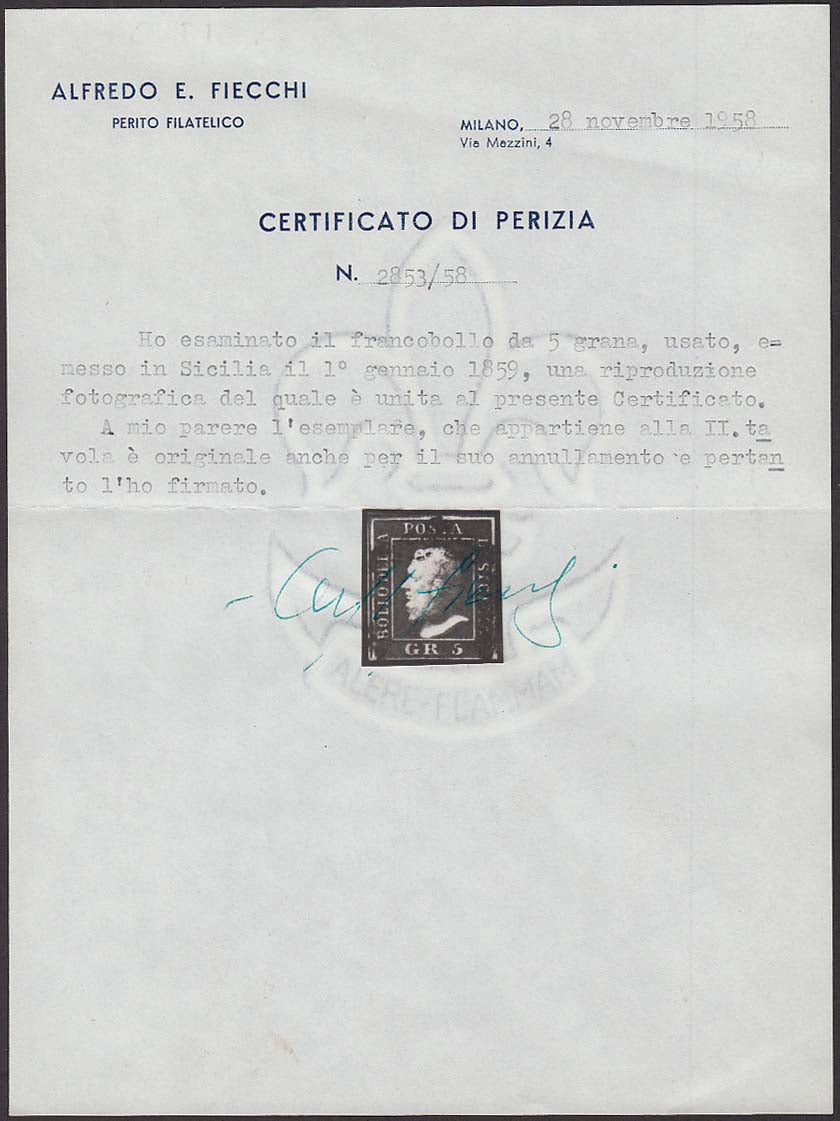 ALFREDO E. FIECCHI
PERITO FILATELICO
MILANO, 28 novembre 1958
Via Mazzini, 4
CERTIFICATO DI PERIZIA
N. 2853/58
Ho esaminato il francobollo da 5 grana, usato, e=
messo in Sicilia il 1° gennaio 1859, una riproduzione
fotografica del quale è unita al presente Certificato.
A mio parere l'esemplare, che appartiene alla II.ta
vola è originale anche per il suo annullamento e pertan
to l'ho firmato.
POSTA
BOLLO DELLA
DI SICILIA
GR 5
ALERE·FLAMMAM